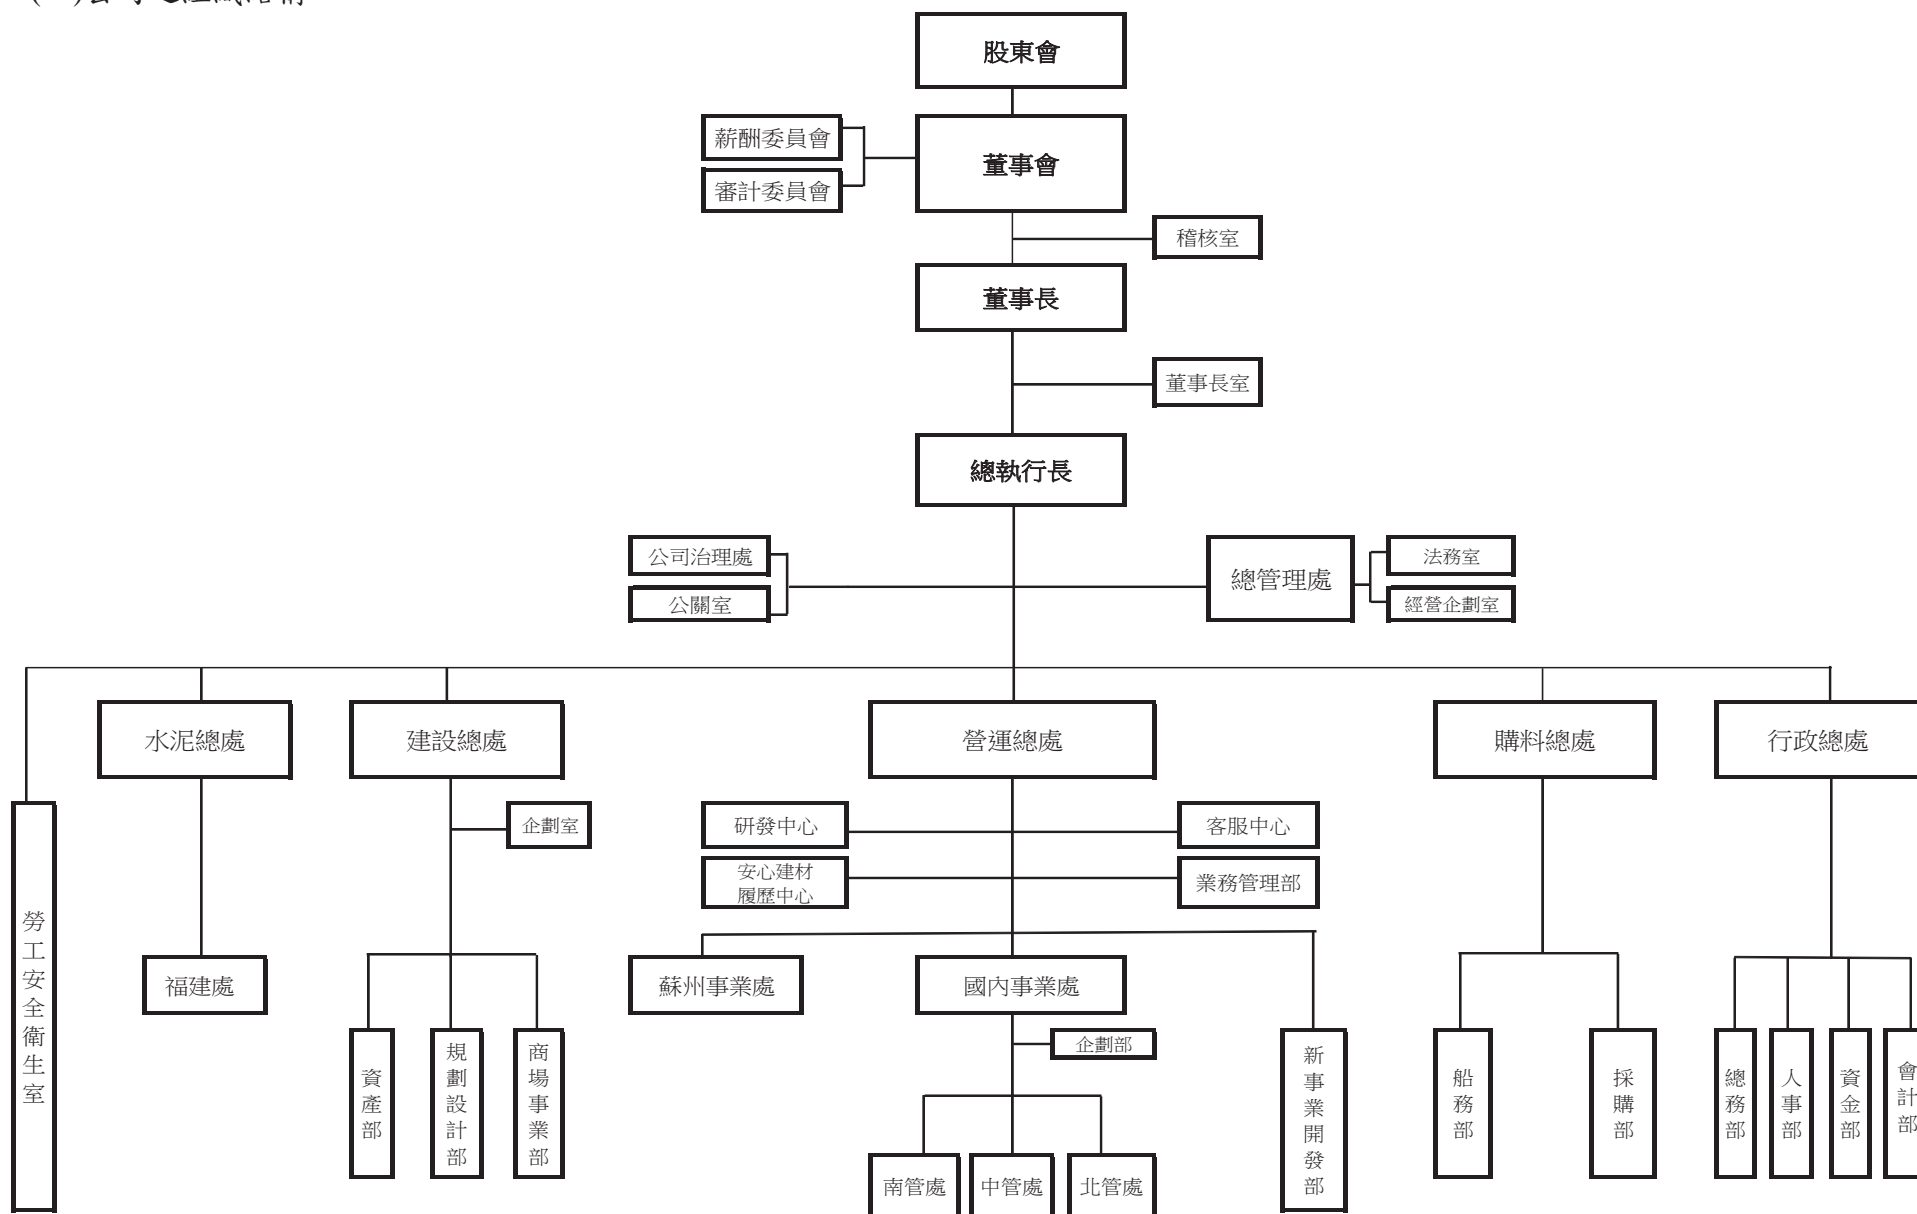 股東會
薪酬委員會
董事會
審計委員會
稽核室
董事長
董事長室
總執行長
公司治理處
總管理處
法務室
公關室
經營企劃室
水泥總處
建設總處
營運總處
購料總處
行政總處
企劃室
研發中心
客服中心
安心建材
履歷中心
業務管理部
勞工安全衛生室
福建處
蘇州事業處
國內事業處
企劃部
資產部
規劃設計部
商場事業部
新事業開發部
船務部
採購部
總務部
人事部
資金部
會計部
南管處
中管處
北管處